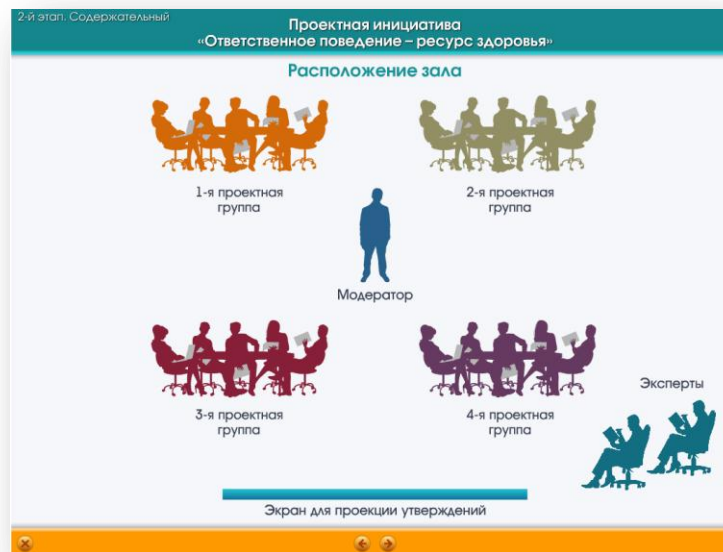 2-й этап. Содержательный
Проектная инициатива
«Ответственное поведение – ресурс здоровья»
Расположение зала
1-я проектная
группа
2-я проектная
группа
Модератор
3-я проектная
группа
4-я проектная
группа
Эксперты
Экран для проекции утверждений